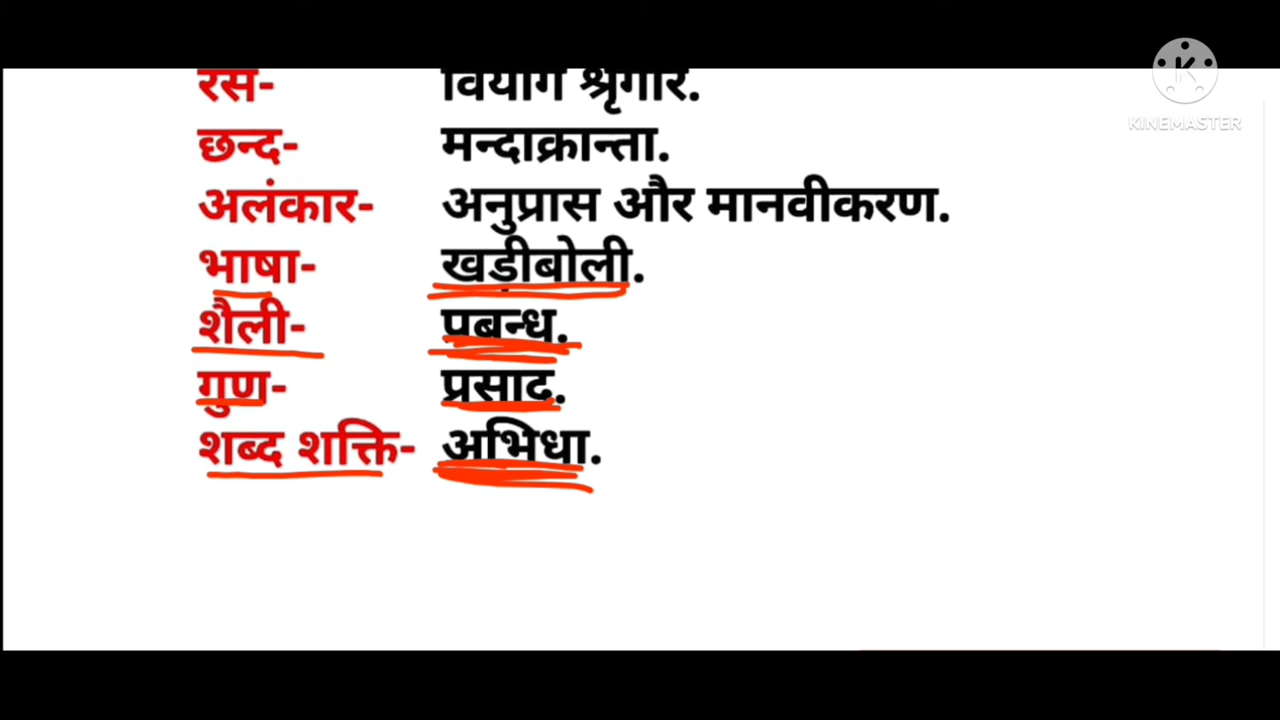 रस- वियोग श्रृंगार.
छन्द- मन्दाक्रान्ता.
अलंकार- अनुप्रास और मानवीकरण.
भाषा- खड़ीबोली.
शैली- प्रबन्ध.
गुण- प्रसाद.
शब्द शक्ति- अभिधा.
KINEMASTER